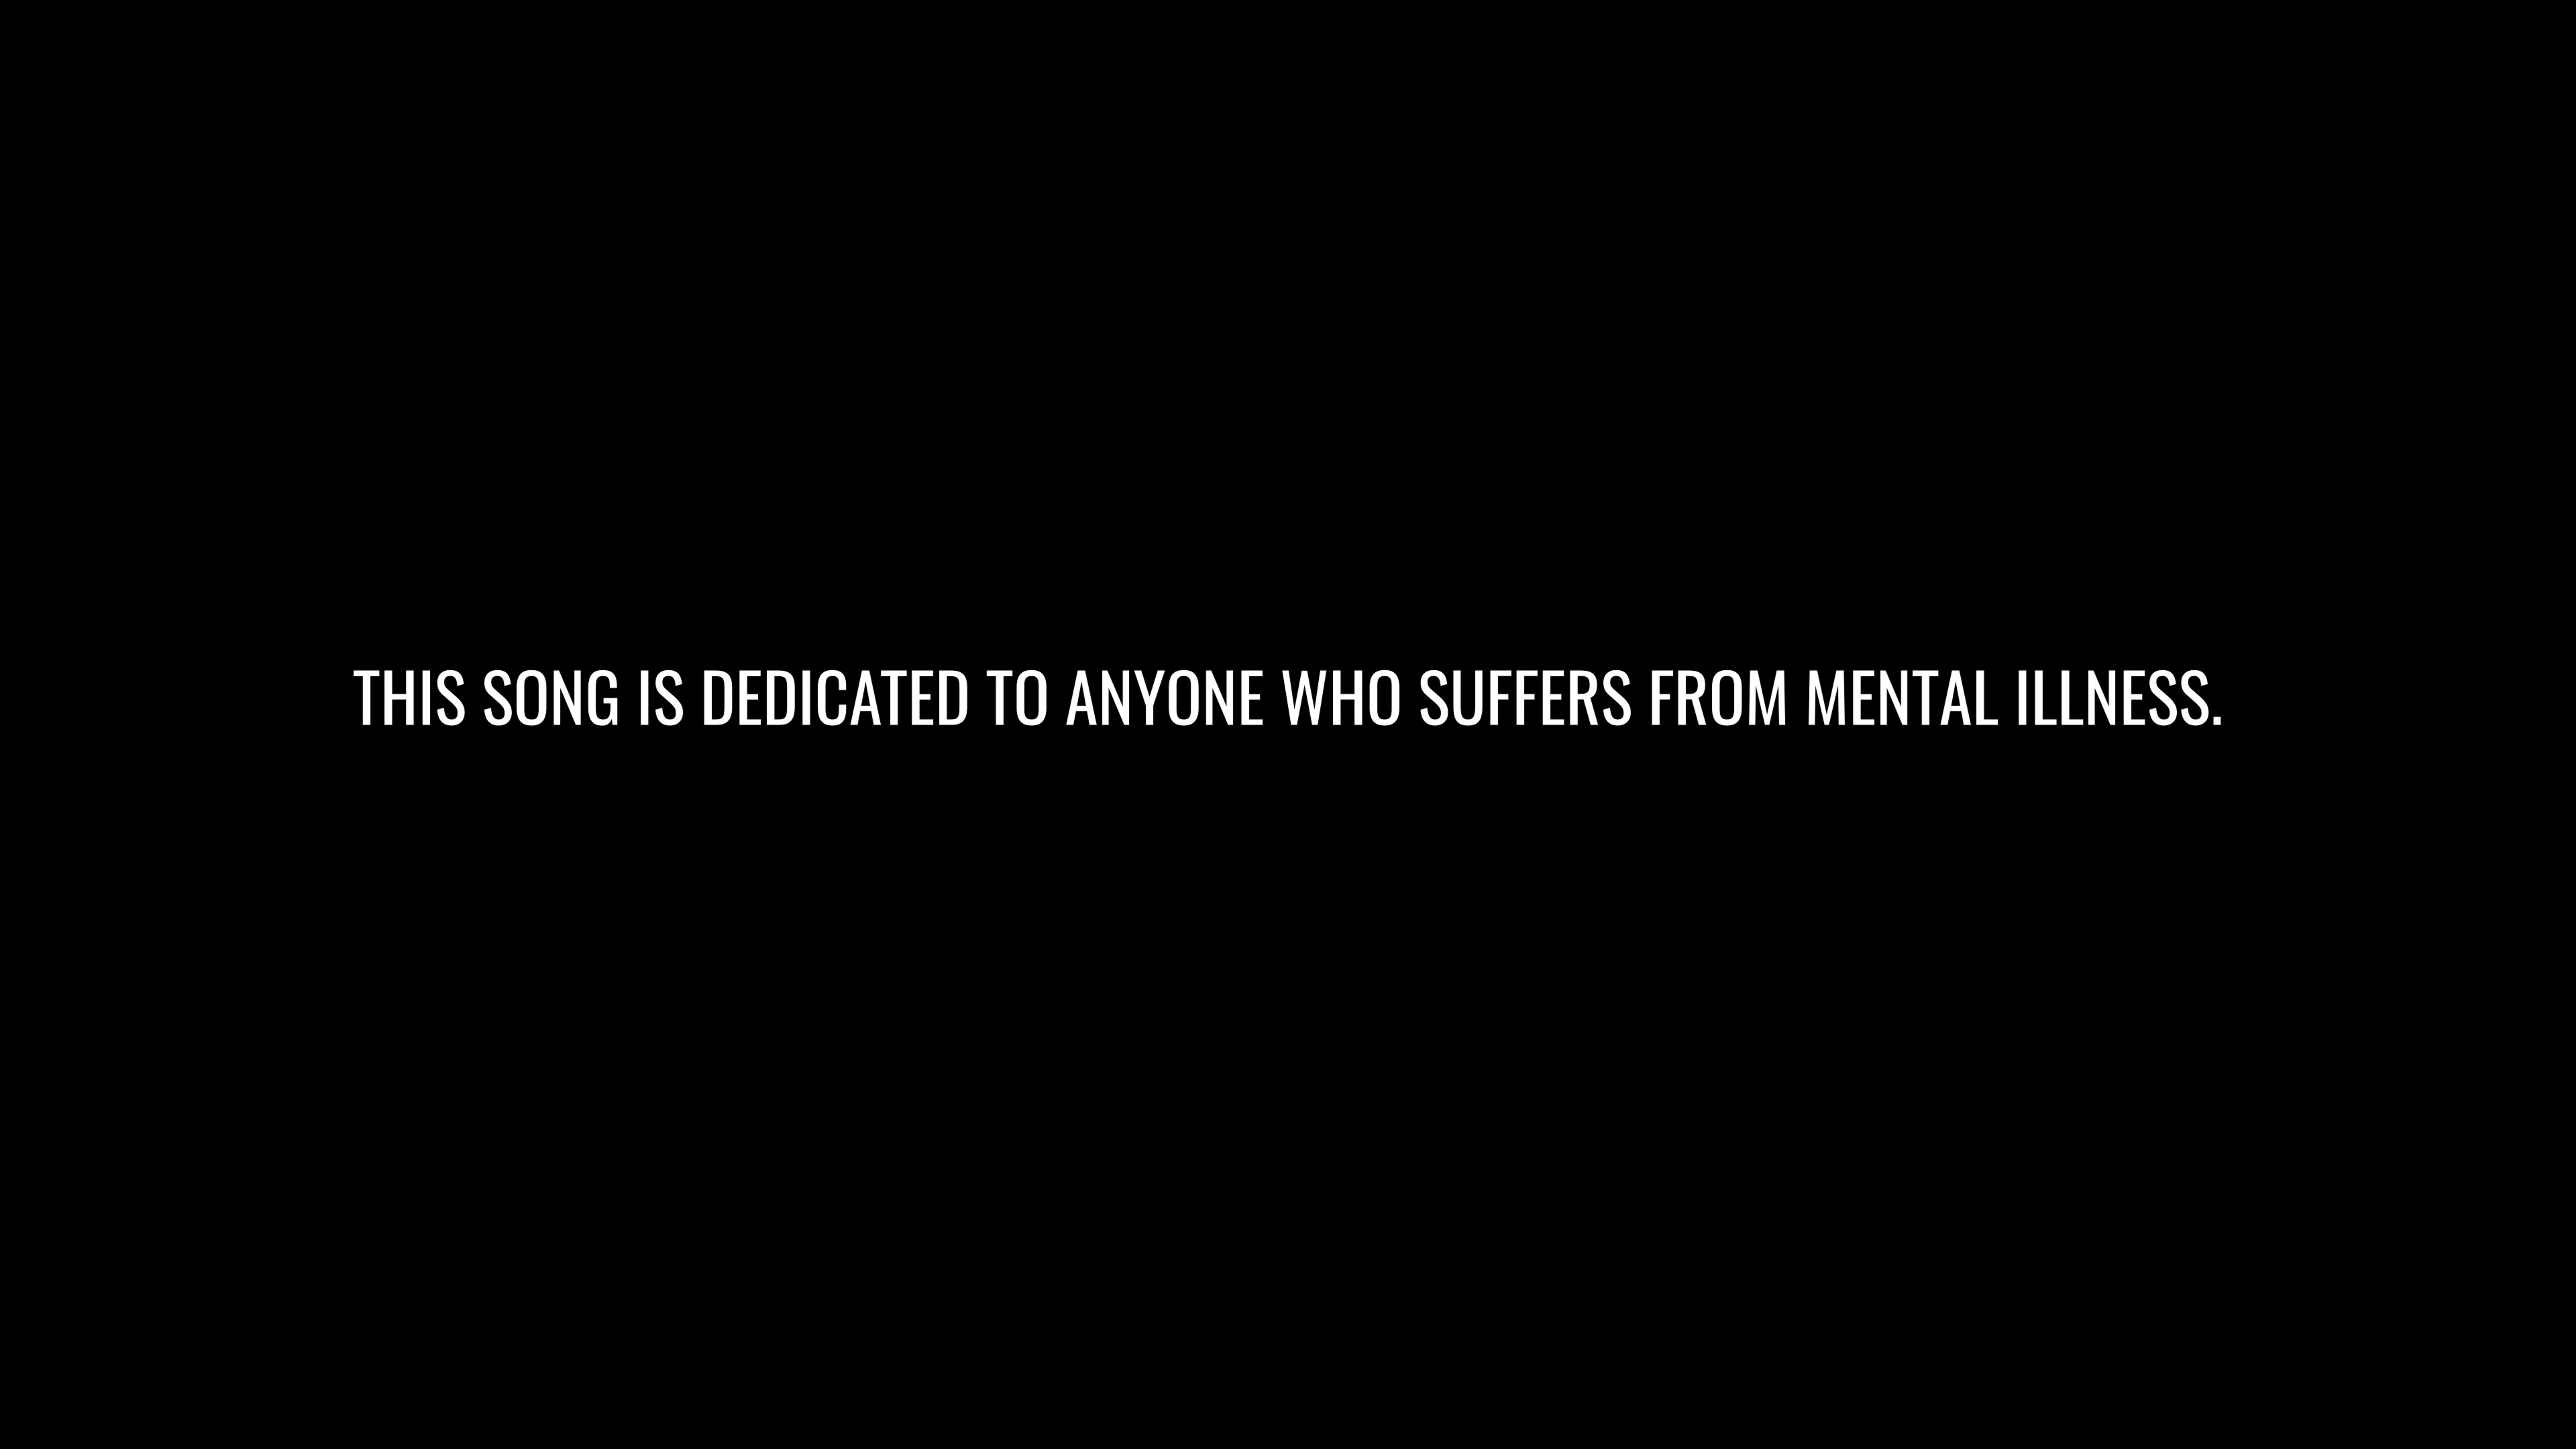 THIS SONG IS DEDICATED TO ANYONE WHO SUFFERS FROM MENTAL ILLNESS.